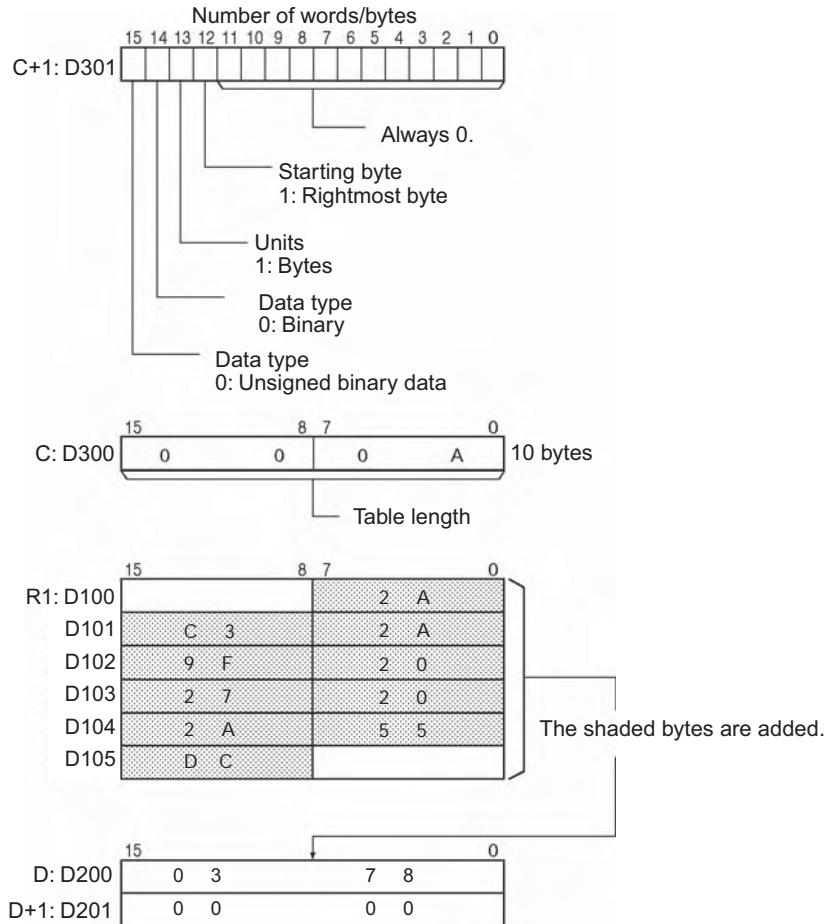 Number of words/bytes
15 14 13 12 11 10 9 8 7 6 5 4 3 2 1 0
C+1: D301
Always 0.
Starting byte
1: Rightmost byte
Units
1: Bytes
Data type
0: Binary
Data type
0: Unsigned binary data
15 8 7 0
C: D300 0 0 0 A 10 bytes
Table length
15 8 7 0
R1: D100 2 A
D101 C 3 2 A
D102 9 F 2 0
D103 2 7 2 0
D104 2 A 5 5
The shaded bytes are added.
D105 D C
15 0
D: D200 0 3 7 8
D+1: D201 0 0 0 0